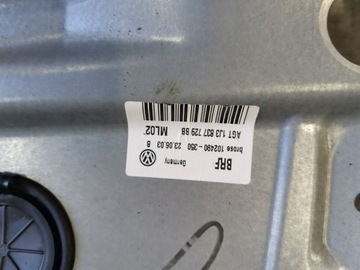 BRF
Germany
brose 102490-350 23.06.03 8
AGT 1J3 837 729 BB
ML02